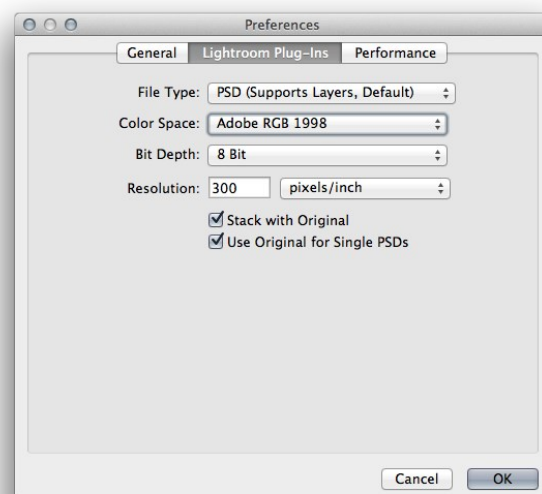 Preferences
General Lightroom Plug-Ins Performance
File Type: PSD (Supports Layers, Default)
Color Space: Adobe RGB 1998
Bit Depth: 8 Bit
Resolution: 300 pixels/inch
Stack with Original
Use Original for Single PSDs
Cancel OK